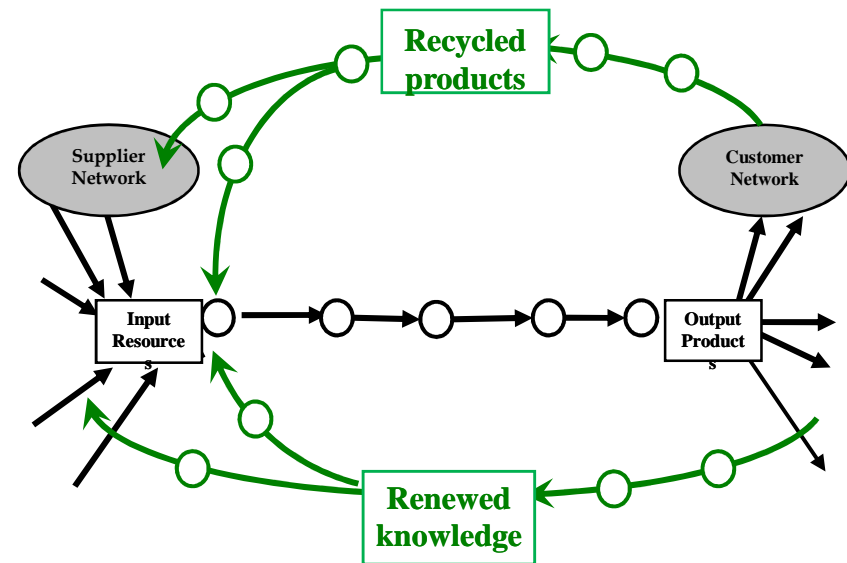 Recycled
products
Supplier
Network
Customer
Network
Input
Resource
s
Output
Product
s
Renewed
knowledge